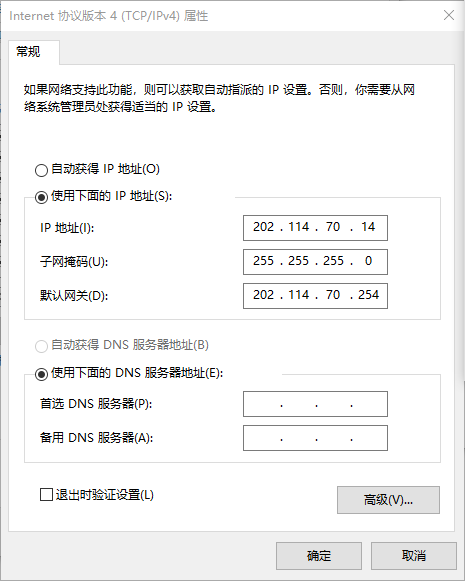 Internet 协议版本 4 (TCP/IPv4) 属性
常规
如果网络支持此功能，则可以获取自动指派的 IP 设置。否则，你需要从网
络系统管理员处获得适当的 IP 设置。
自动获得 IP 地址(O)
使用下面的 IP 地址(S):
IP 地址(I): 202 . 114 . 70 . 14
子网掩码(U): 255 . 255 . 255 . 0
默认网关(D): 202 . 114 . 70 . 254
自动获得 DNS 服务器地址(B)
使用下面的 DNS 服务器地址(E):
首选 DNS 服务器(P): . . .
备用 DNS 服务器(A): . . .
退出时验证设置(L)
高级(V)...
确定 取消